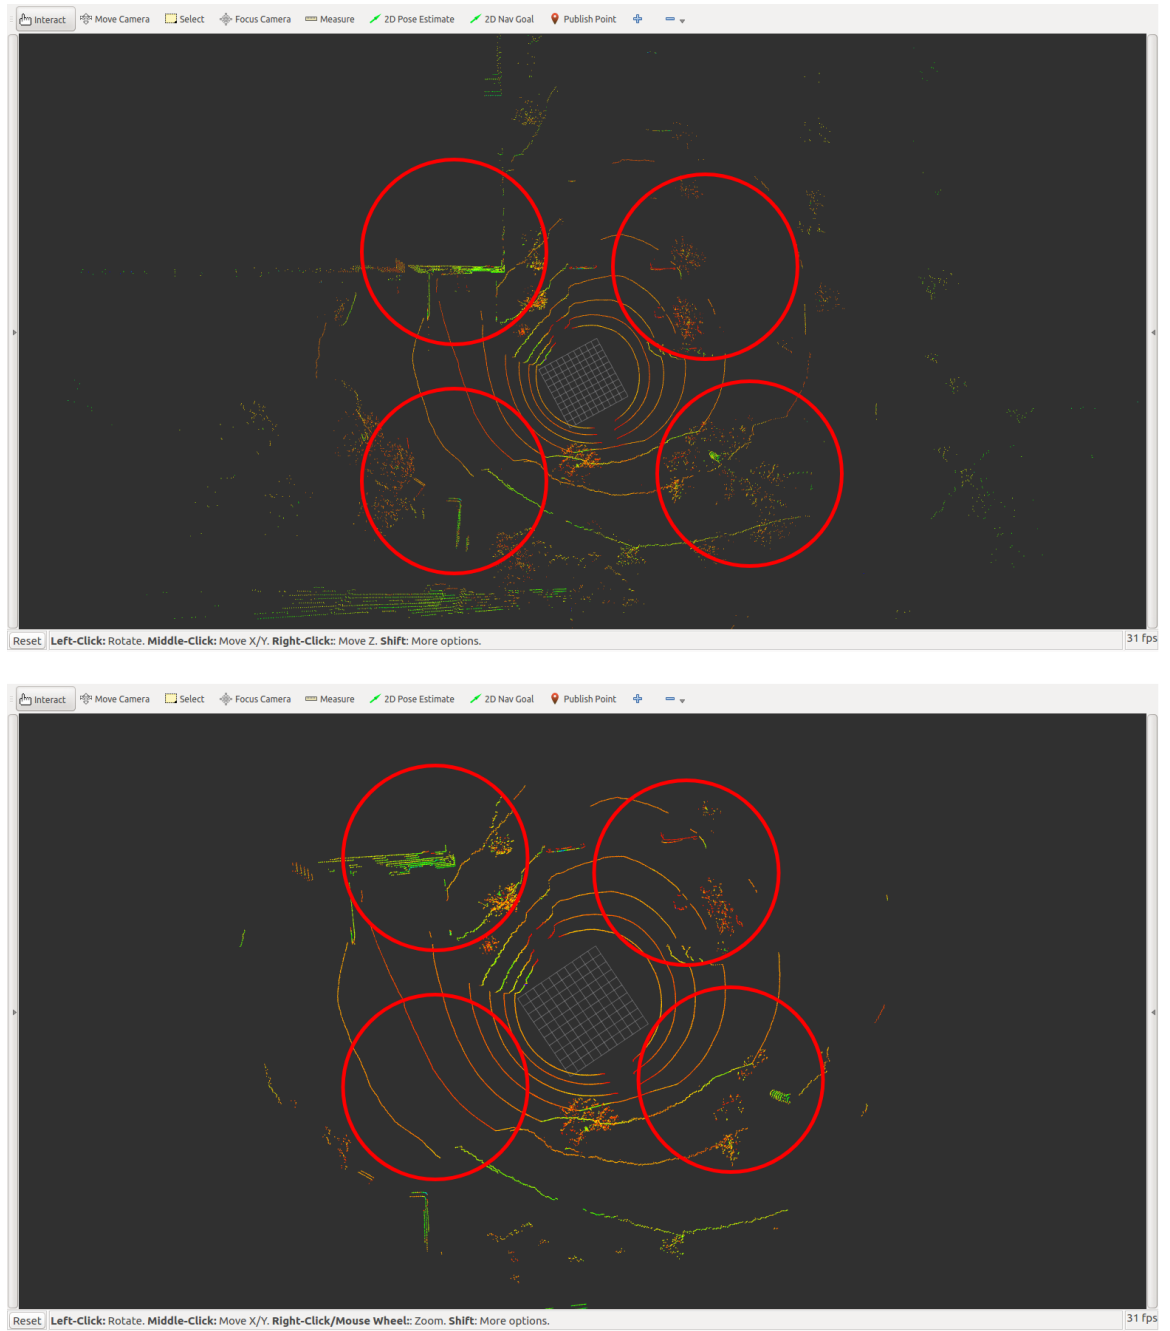 Interact Move Camera Select Focus Camera Measure 2D Pose Estimate 2D Nav Goal Publish Point
Reset Left-Click: Rotate. Middle-Click: Move X/Y. Right-Click:: Move Z. Shift: More options. 31 fps
Interact Move Camera Select Focus Camera Measure 2D Pose Estimate 2D Nav Goal Publish Point
Reset Left-Click: Rotate. Middle-Click: Move X/Y. Right-Click/Mouse Wheel:: Zoom. Shift: More options. 31 fps